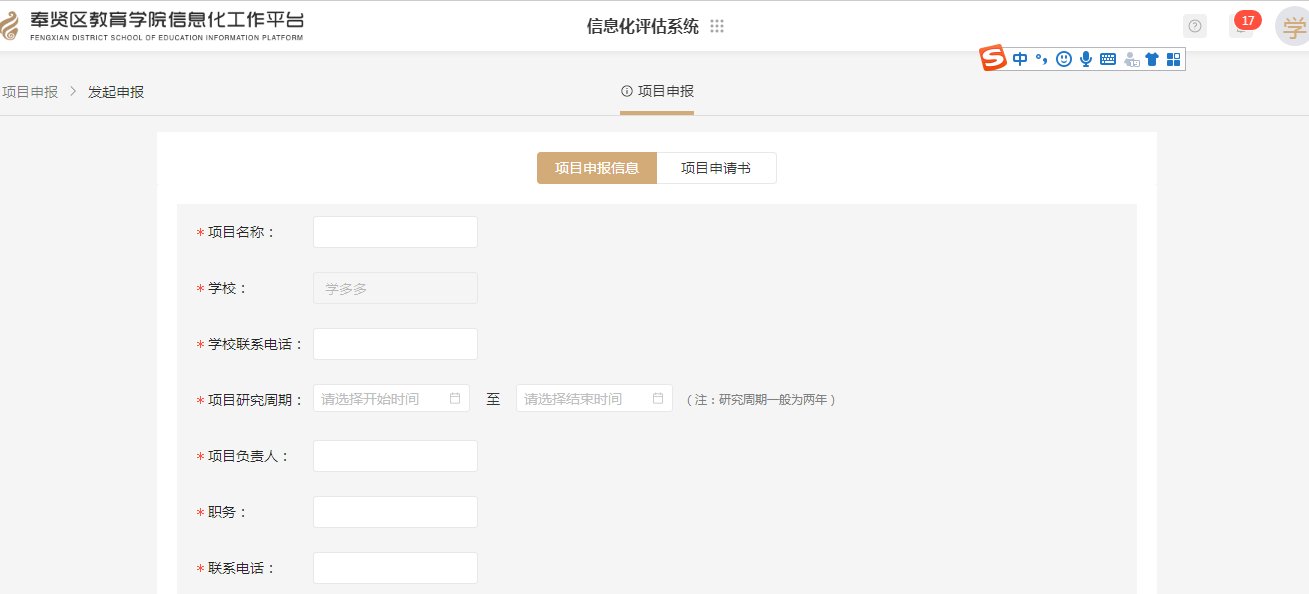 奉贤区教育学院信息化工作平台
FENGXIAN DISTRICT SCHOOL OF EDUCATION INFORMATION PLATFORM
信息化评估系统
17
学
S 中
项目申报 > 发起申报
项目申报
项目申报信息 项目申请书
* 项目名称：
* 学校： 学多多
* 学校联系电话：
* 项目研究周期： 请选择开始时间 至 请选择结束时间 （注：研究周期一般为两年）
* 项目负责人：
* 职务：
* 联系电话：